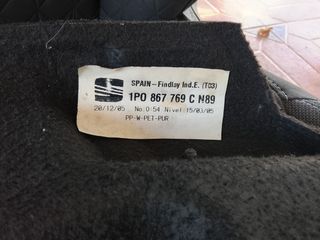 SPAIN-Findlay Ind.E. (T03)
1P0 867 769 C N89
20/12/05 No.0:54 Nivel:15/03/05
PP-W-PET-PUR